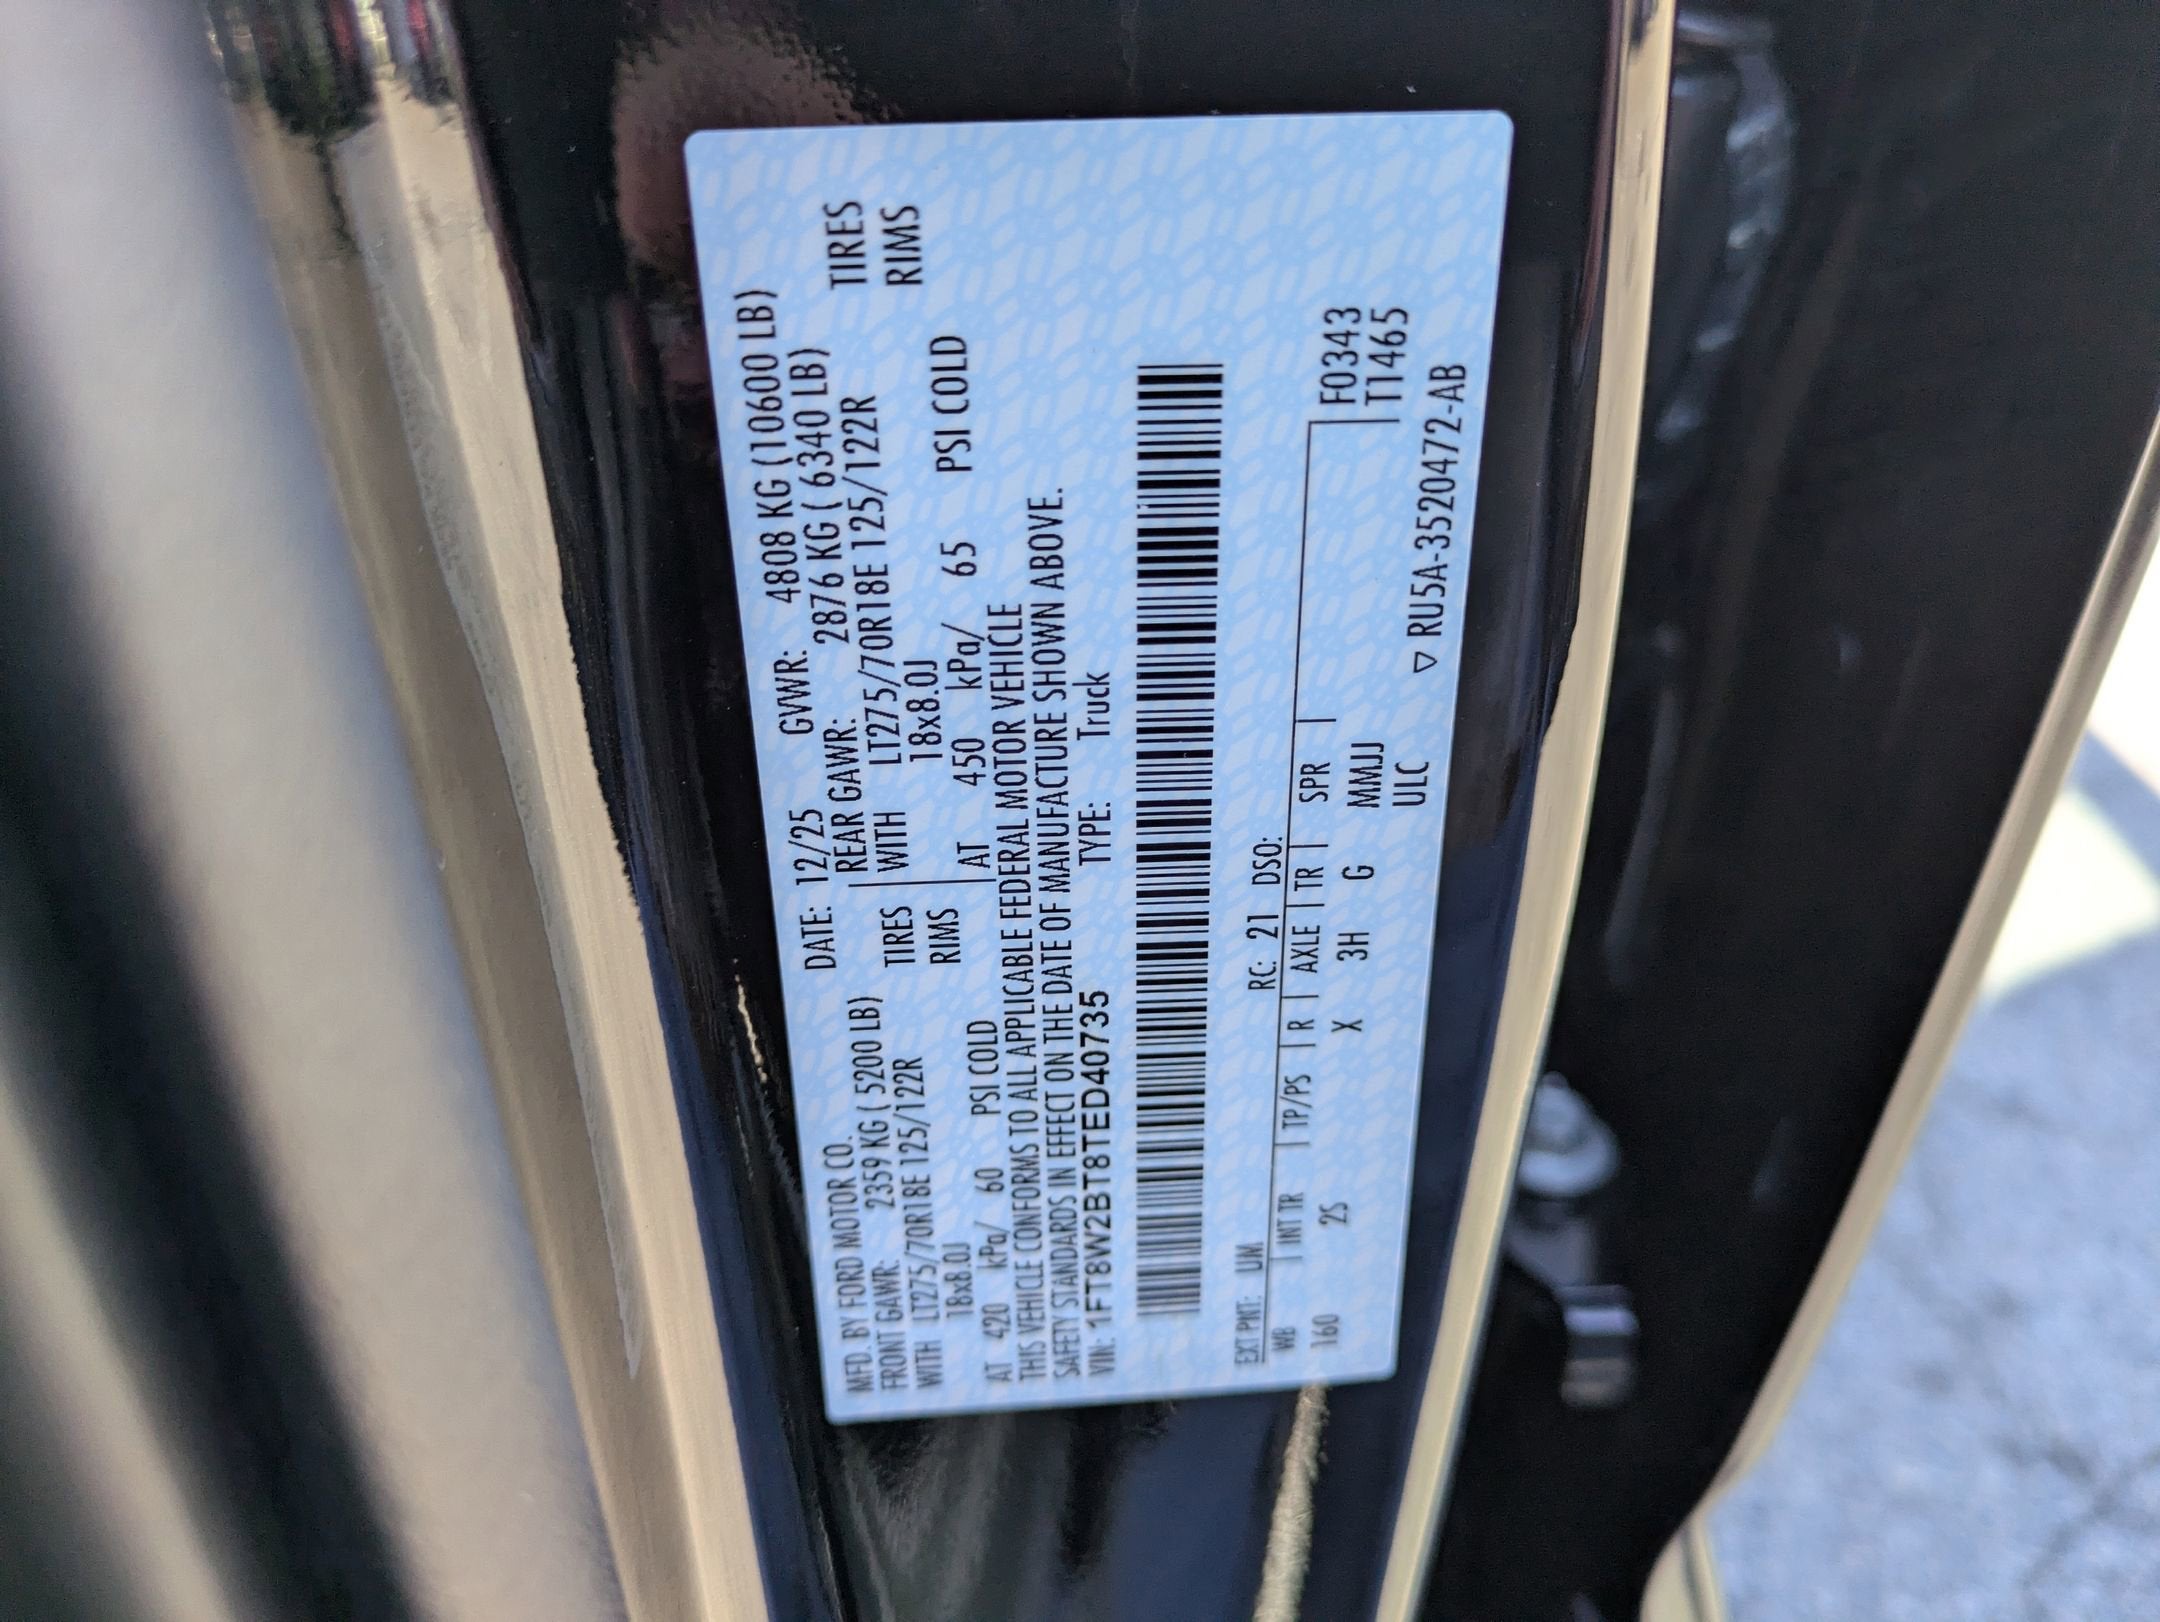 MFD. BY FORD MOTOR CO. DATE: 12/25 GVWR: 4808 KG (10600 LB)
FRONT GAWR: 2359 KG ( 5200 LB) REAR GAWR: 2876 KG ( 6340 LB)
WITH LT275/70R18E 125/122R TIRES WITH LT275/70R18E 125/122R TIRES
18x8.0J RIMS 18x8.0J RIMS
AT 420 kPa/ 60 PSI COLD AT 450 kPa/ 65 PSI COLD
THIS VEHICLE CONFORMS TO ALL APPLICABLE FEDERAL MOTOR VEHICLE
SAFETY STANDARDS IN EFFECT ON THE DATE OF MANUFACTURE SHOWN ABOVE.
VIN: 1FT8W2BT8TED40735 TYPE: Truck
EXT PNT: UM RC: 21 DSO:
WB | INT TR | TP/PS | R | AXLE | TR | SPR | F0343
160 2S X 3H G MMJJ T1465
ULC ▽ RU5A-3520472-AB